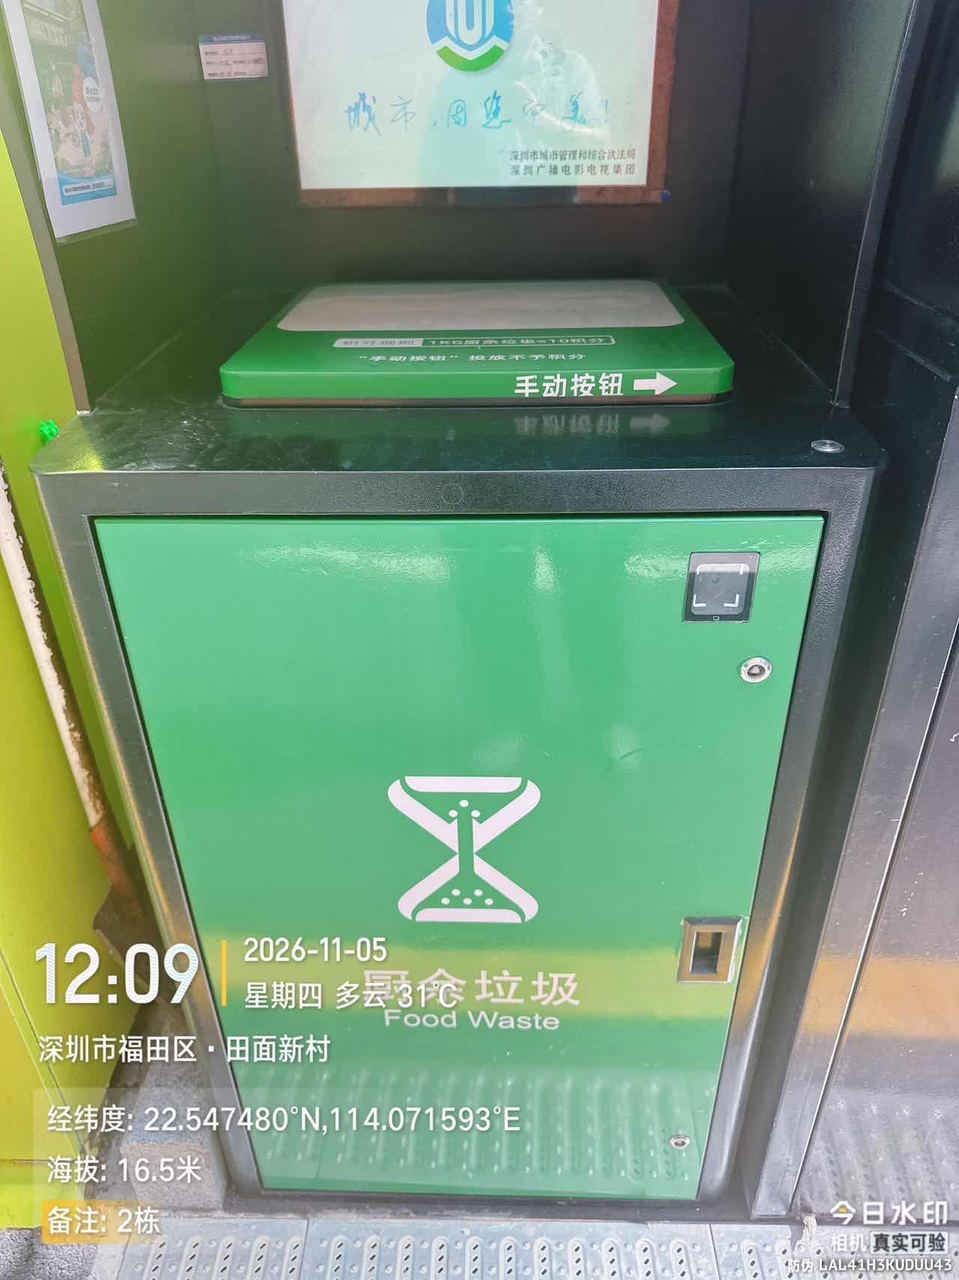 城市,因您而美!
深圳市城市管理和综合执法局
深圳广播电影电视集团
积分细则 1KG厨余垃圾=10积分
“手动按钮”投放不予积分
手动按钮
厨余垃圾
Food Waste
12:09
2026-11-05
星期四 多云 31℃
深圳市福田区·田面新村
经纬度: 22.547480°N,114.071593°E
海拔: 16.5米
备注: 2栋
今日水印
相机 真实可验
防伪 LAL41H3KUDUU43